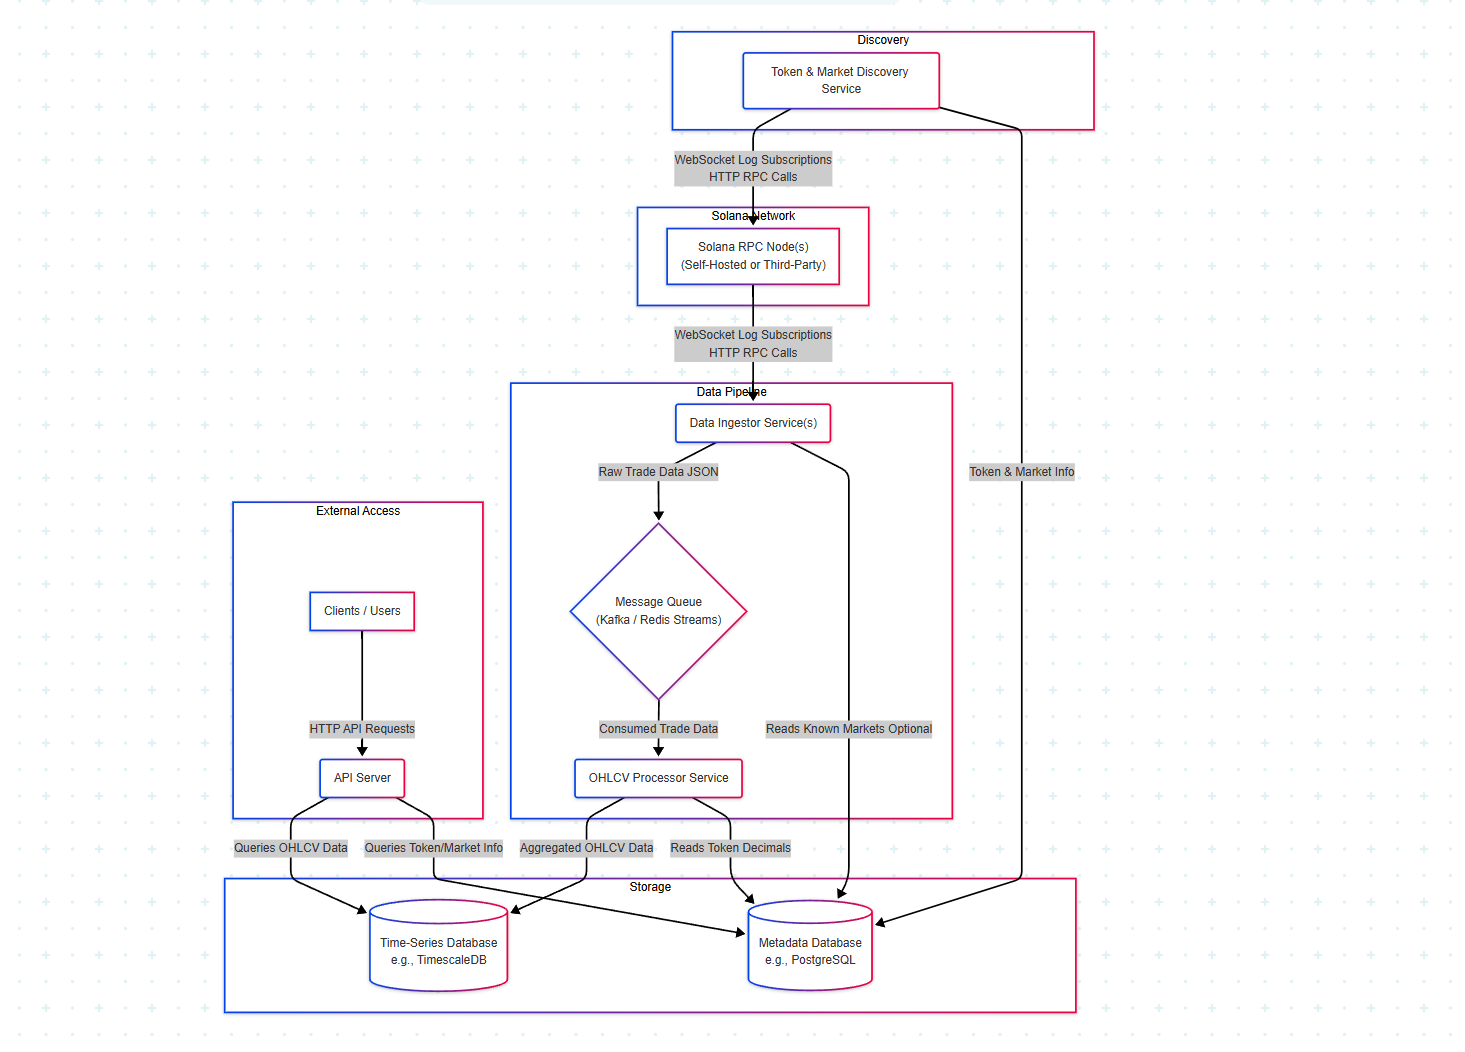 Discovery
Token & Market Discovery
Service
WebSocket Log Subscriptions
HTTP RPC Calls
Solana Network
Solana RPC Node(s)
(Self-Hosted or Third-Party)
WebSocket Log Subscriptions
HTTP RPC Calls
Data Pipeline
Data Ingestor Service(s)
Raw Trade Data JSON
Token & Market Info
External Access
Clients / Users
Message Queue
(Kafka / Redis Streams)
HTTP API Requests
Consumed Trade Data
Reads Known Markets Optional
API Server
OHLCV Processor Service
Queries OHLCV Data
Queries Token/Market Info
Aggregated OHLCV Data
Reads Token Decimals
Storage
Time-Series Database
e.g., TimescaleDB
Metadata Database
e.g., PostgreSQL